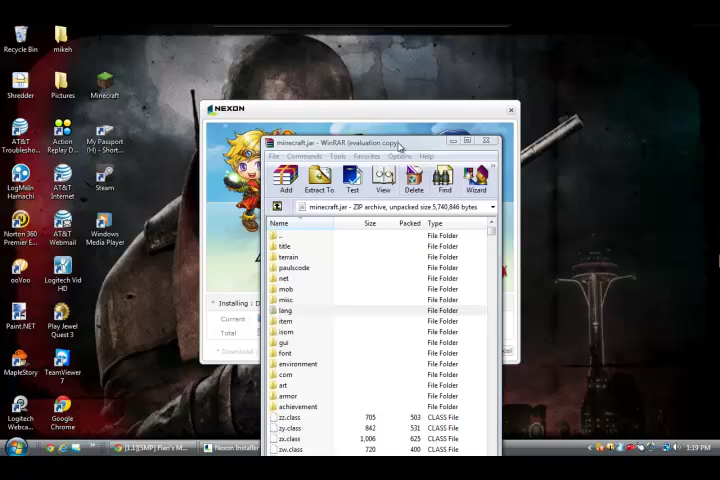 Recycle Bin
mikeh
Shredder
Pictures
Minecraft
AT&T
Troublesho...
Action
Replay D...
My Passport
(H) - Short...
LogMeIn
Hamachi
AT&T
Internet
Steam
Norton 360
Premier E...
AT&T
Webmail
Windows
Media Player
ooVoo
Logitech Vid
HD
Paint.NET
Play Jewel
Quest 3
MapleStory
TeamViewer
7
Logitech
Webca...
Google
Chrome
NEXON
Installing : D
Current
Total
* Download
minecraft.jar - WinRAR (evaluation copy)
File Commands Tools Favorites Options Help
Add Extract To Test View Delete Find Wizard
minecraft.jar - ZIP archive, unpacked size 5,740,846 bytes
Name Size Packed Type
..
File Folder
title File Folder
terrain File Folder
paulscode File Folder
net File Folder
mob File Folder
misc File Folder
lang File Folder
item File Folder
isom File Folder
gui File Folder
font File Folder
environment File Folder
com File Folder
art File Folder
armor File Folder
achievement File Folder
zz.class 705 503 CLASS File
zy.class 842 531 CLASS File
zx.class 1,006 625 CLASS File
zw.class 720 400 CLASS File
[1.1][SMP] Flan's M...
Nexon Installer
1:19 PM